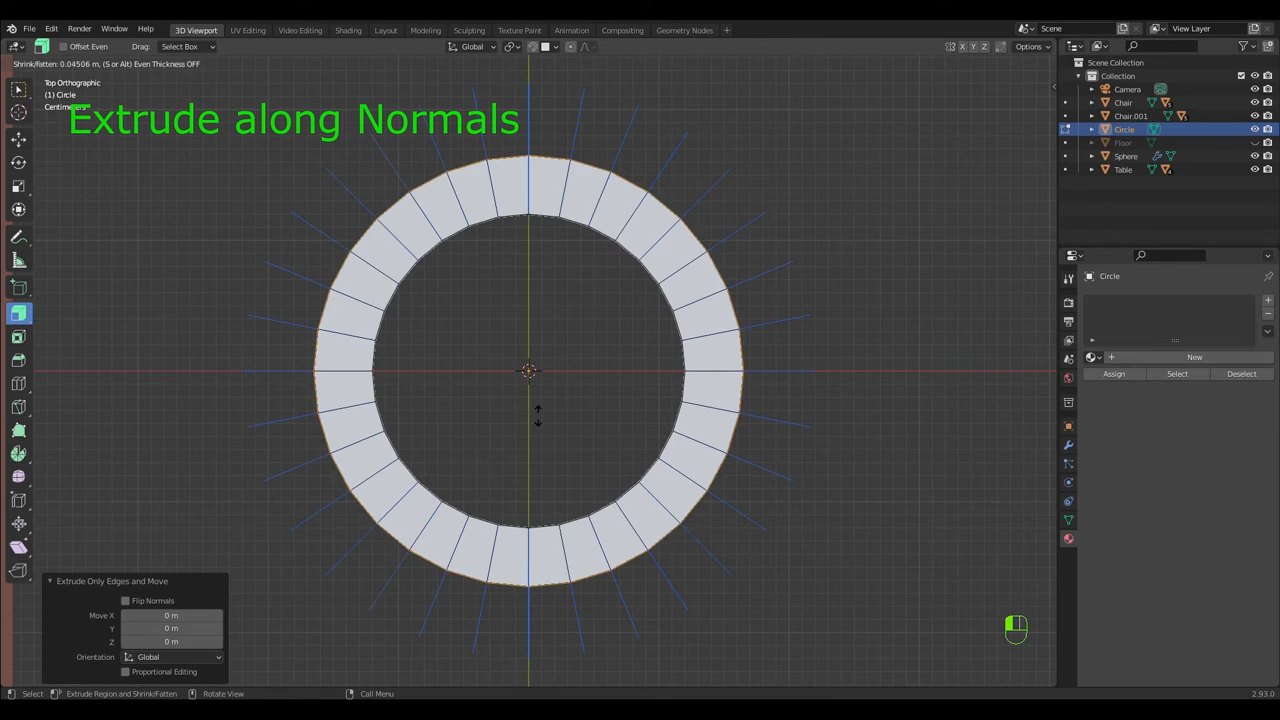 File Edit Render Window Help 3D Viewport UV Editing Video Editing Shading Layout Modeling Sculpting Texture Paint Animation Compositing Geometry Nodes + Scene View Layer
Offset Even Drag: Select Box Global X Y Z Options
Shrink/Fatten: 0.04506 m, (S or Alt) Even Thickness OFF
Top Orthographic
(1) Circle
Centimeters
Extrude along Normals
Scene Collection
Collection
Camera
Chair
Chair.001
Circle
Floor
Sphere
Table
Circle
New
Assign Select Deselect
Extrude Only Edges and Move
Flip Normals
Move X 0 m
Y 0 m
Z 0 m
Orientation Global
Proportional Editing
Select Extrude Region and Shrink/Fatten Rotate View Call Menu 2.93.0